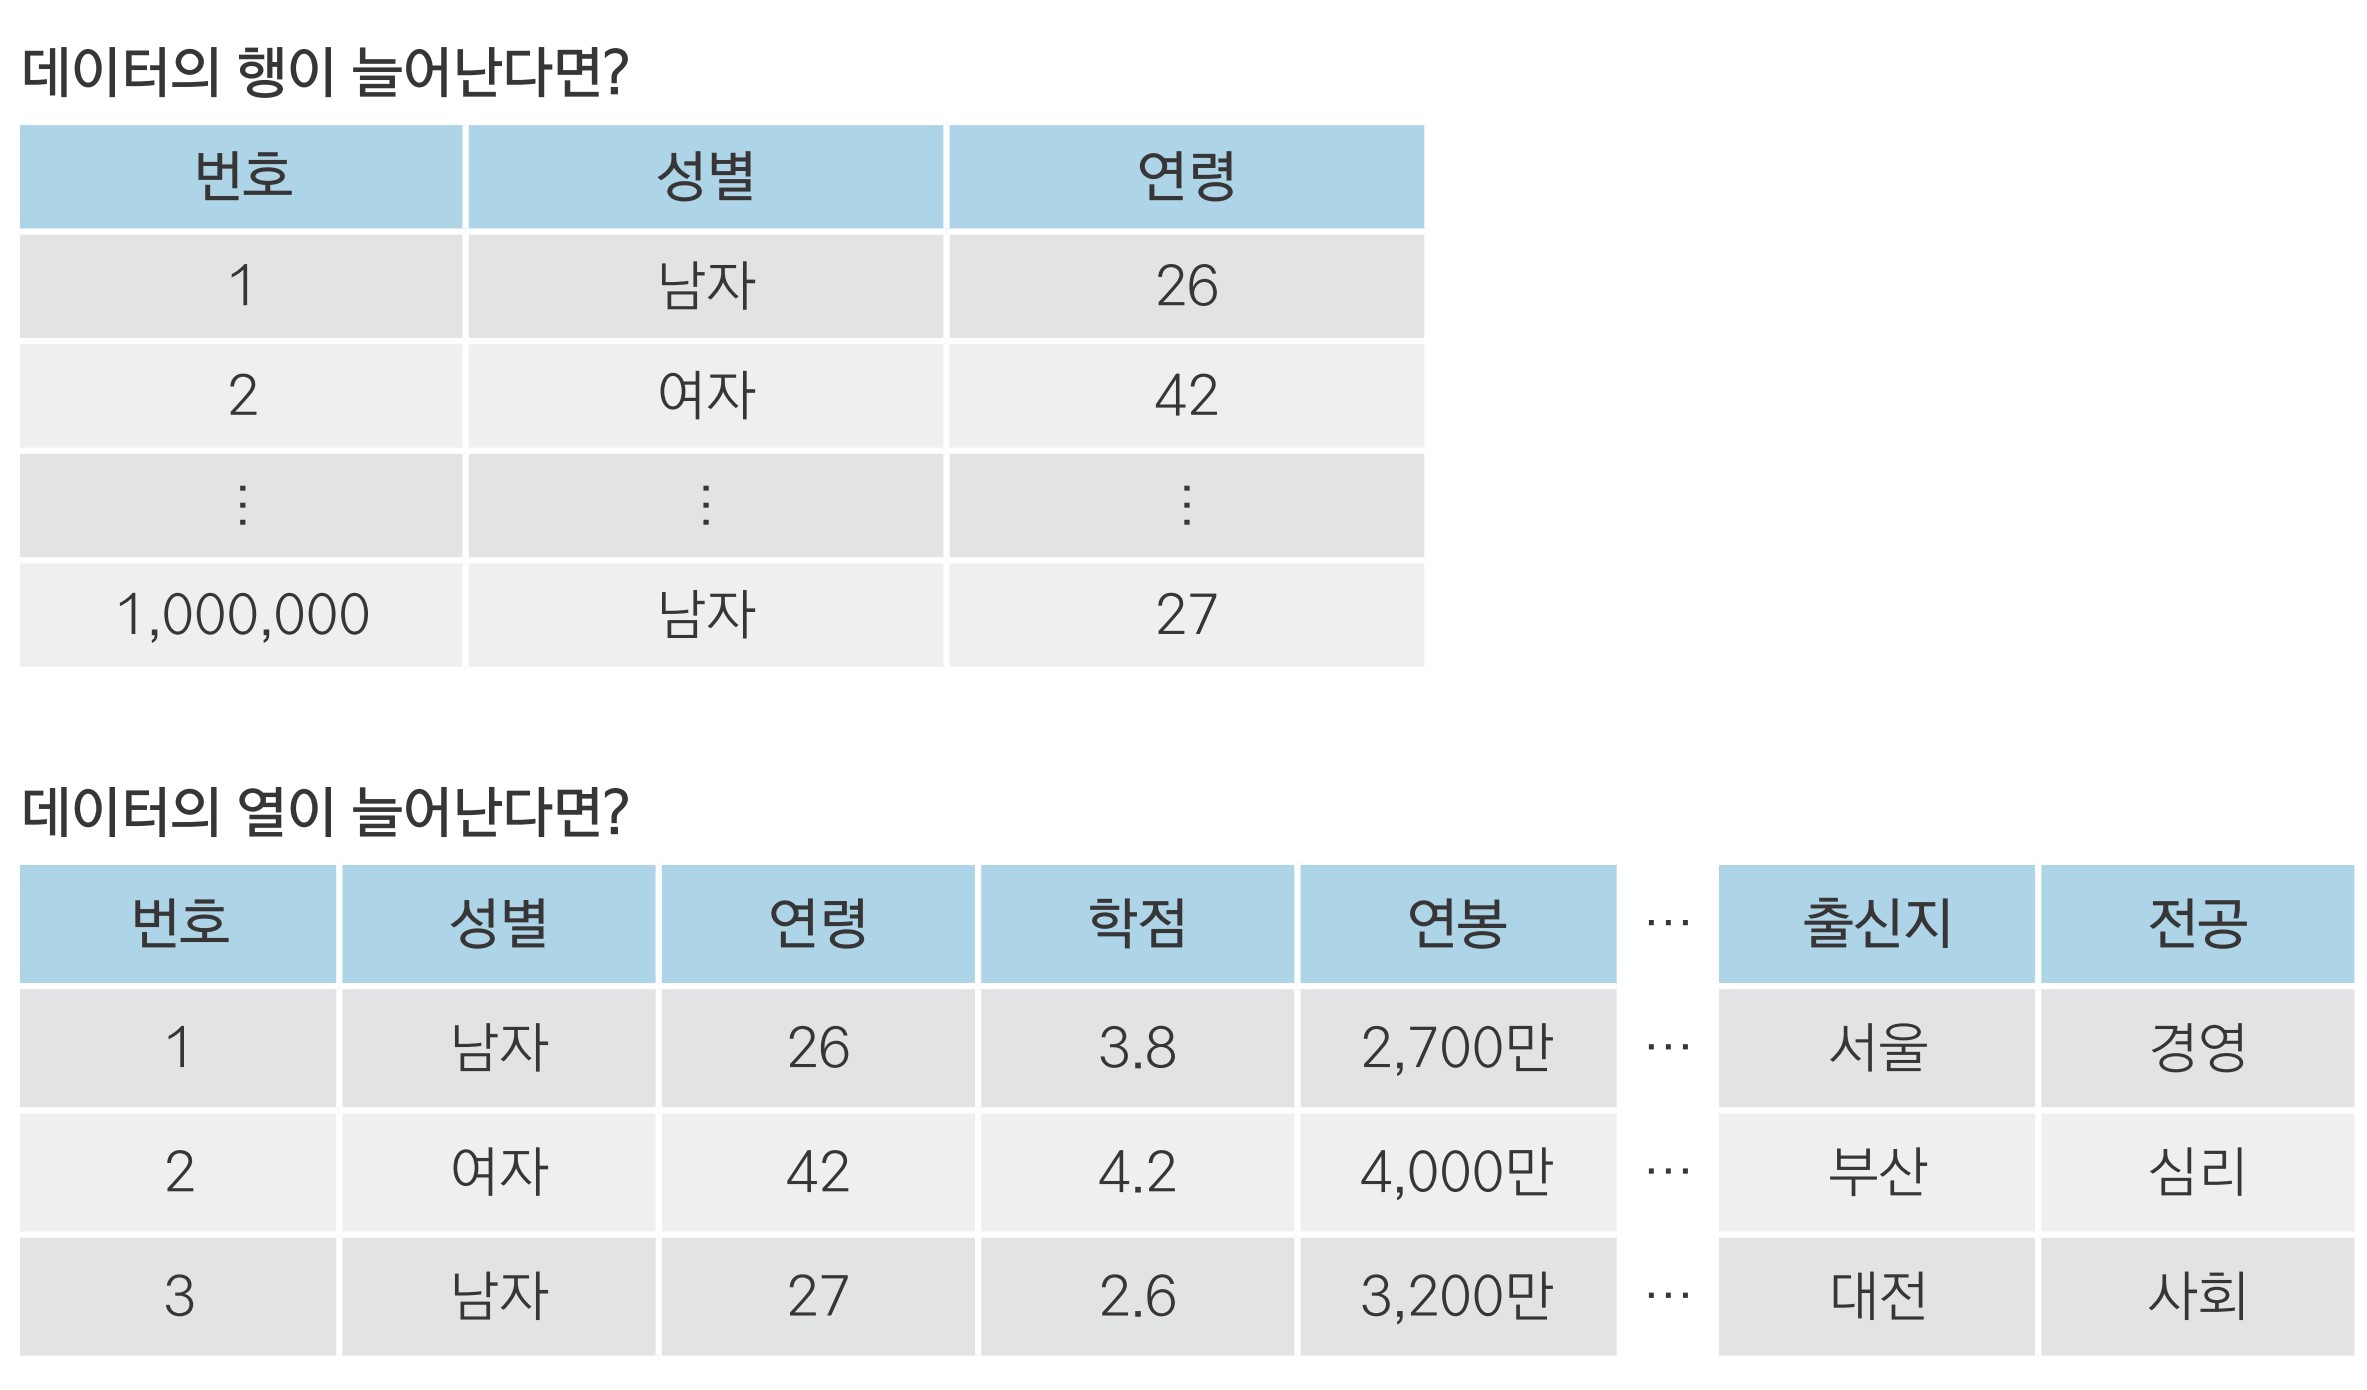 데이터의 행이 늘어난다면?
번호 성별 연령
1 남자 26
2 여자 42
⋮ ⋮ ⋮
1,000,000 남자 27
데이터의 열이 늘어난다면?
번호 성별 연령 학점 연봉 … 출신지 전공
1 남자 26 3.8 2,700만 … 서울 경영
2 여자 42 4.2 4,000만 … 부산 심리
3 남자 27 2.6 3,200만 … 대전 사회